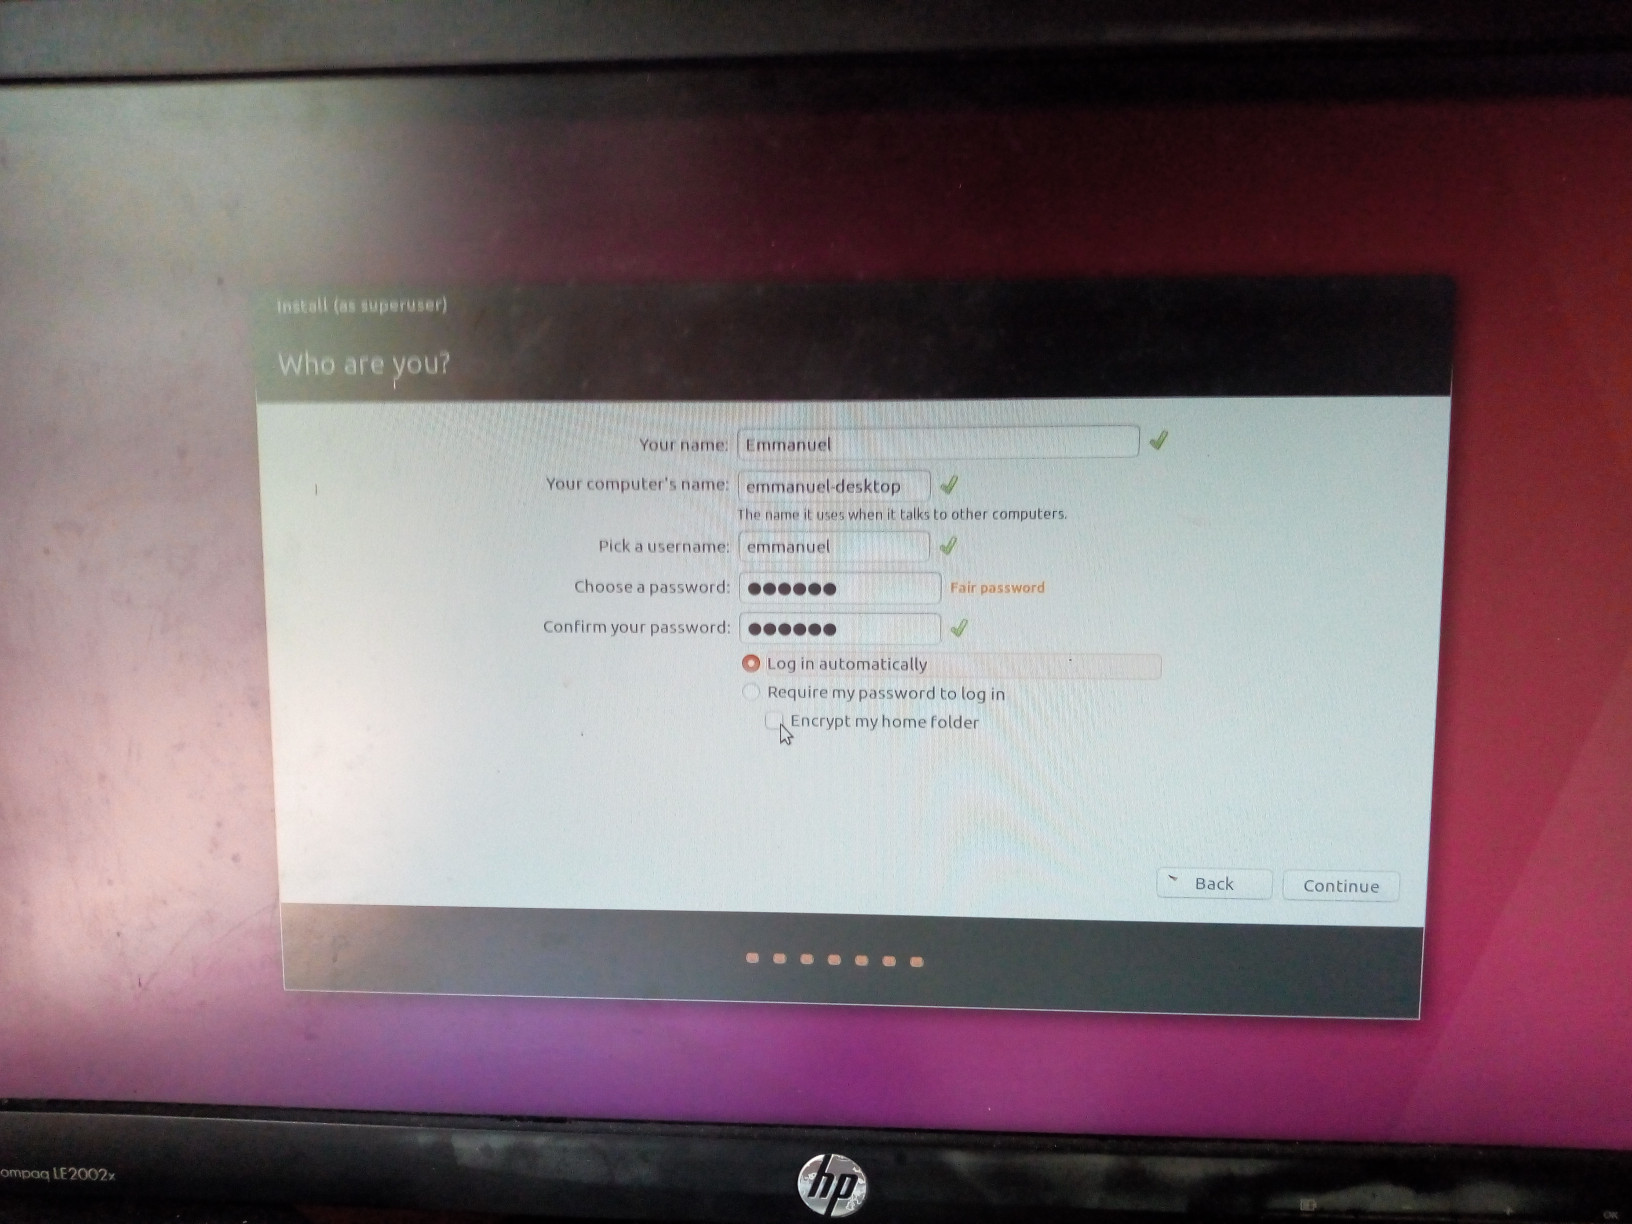 Install (as superuser)
Who are you?
Your name: Emmanuel
Your computer's name: emmanuel-desktop
The name it uses when it talks to other computers.
Pick a username: emmanuel
Choose a password: ●●●●●● Fair password
Confirm your password: ●●●●●●
Log in automatically
Require my password to log in
Encrypt my home folder
Back Continue
ompaq LE2002x
hp
OK